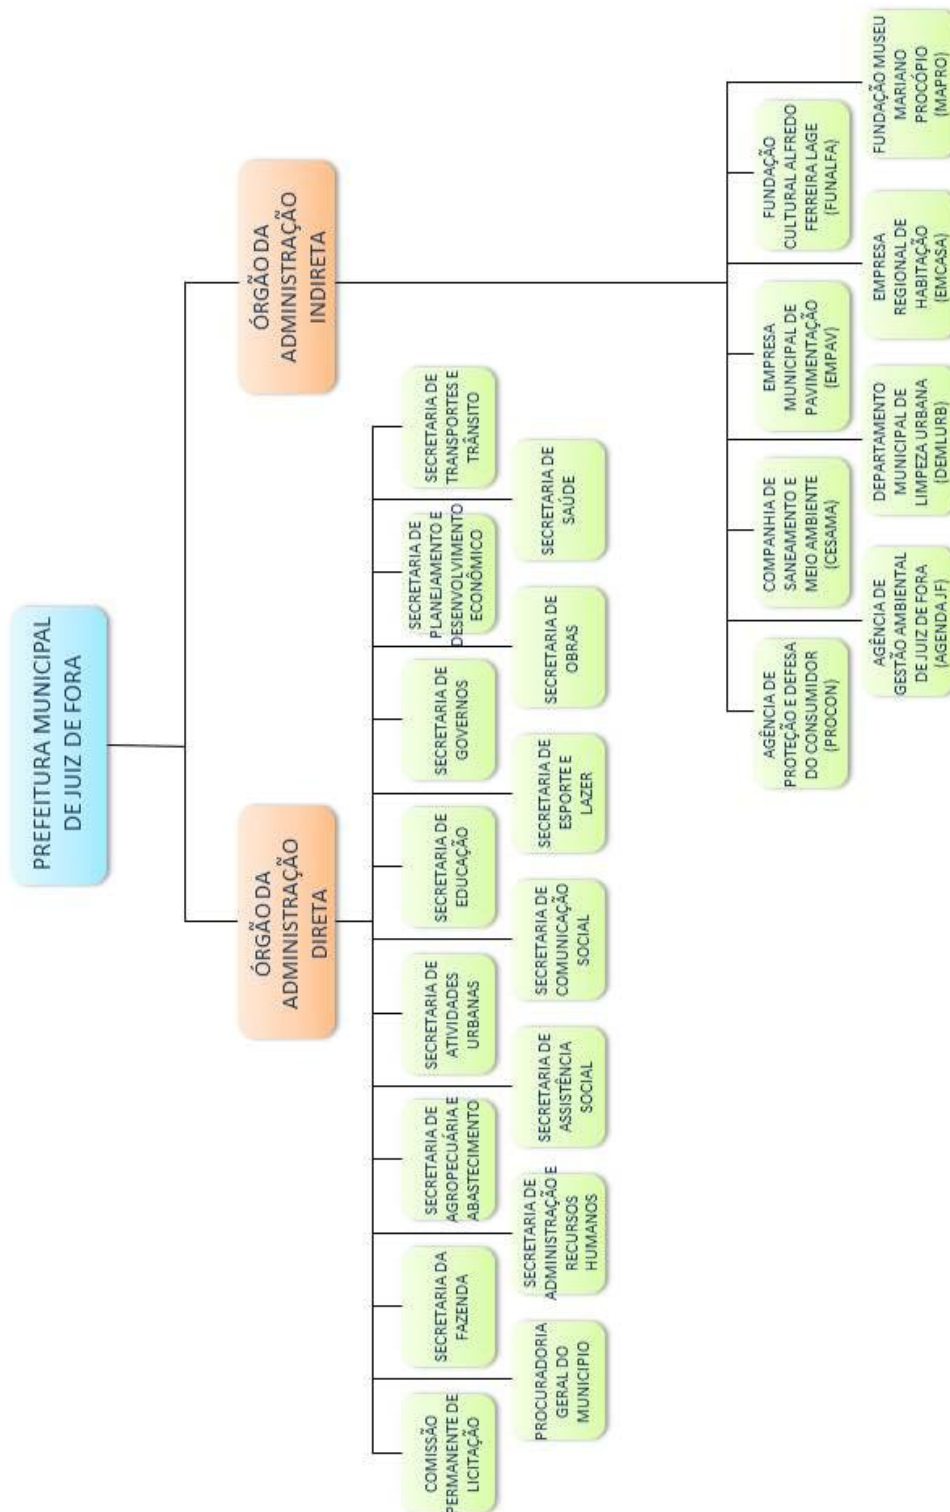 PREFEITURA MUNICIPAL
DE JUIZ DE FORA
ÓRGÃO DA
ADMINISTRAÇÃO
DIRETA
ÓRGÃO DA
ADMINISTRAÇÃO
INDIRETA
COMISSÃO
PERMANENTE DE
LICITAÇÃO
SECRETARIA DA
FAZENDA
SECRETARIA DE
AGROPECUÁRIA E
ABASTECIMENTO
SECRETARIA DE
ATIVIDADES
URBANAS
SECRETARIA DE
EDUCAÇÃO
SECRETARIA DE
GOVERNOS
SECRETARIA DE
PLANEJAMENTO E
DESENVOLVIMENTO
ECONÔMICO
SECRETARIA DE
TRANSPORTES E
TRÂNSITO
PROCURADORIA
GERAL DO
MUNICIPIO
SECRETARIA DE
ADMINISTRAÇÃO E
RECURSOS
HUMANOS
SECRETARIA DE
ASSISTÊNCIA
SOCIAL
SECRETARIA DE
COMUNICAÇÃO
SOCIAL
SECRETARIA DE
ESPORTE E
LAZER
SECRETARIA DE
OBRAS
SECRETARIA DE
SAÚDE
AGÊNCIA DE
PROTEÇÃO E DEFESA
DO CONSUMIDOR
(PROCON)
COMPANHIA DE
SANEAMENTO E
MEIO AMBIENTE
(CESAMA)
EMPRESA
MUNICIPAL DE
PAVIMENTAÇÃO
(EMPAV)
FUNDAÇÃO
CULTURAL ALFREDO
FERREIRA LAGE
(FUNALFA)
AGÊNCIA DE
GESTÃO AMBIENTAL
DE JUIZ DE FORA
(AGENDA JF)
DEPARTAMENTO
MUNICIPAL DE
LIMPEZA URBANA
(DEMLURB)
EMPRESA
REGIONAL DE
HABITAÇÃO
(EMCASA)
FUNDAÇÃO MUSEU
MARIANO
PROCÓPIO
(MAPRO)